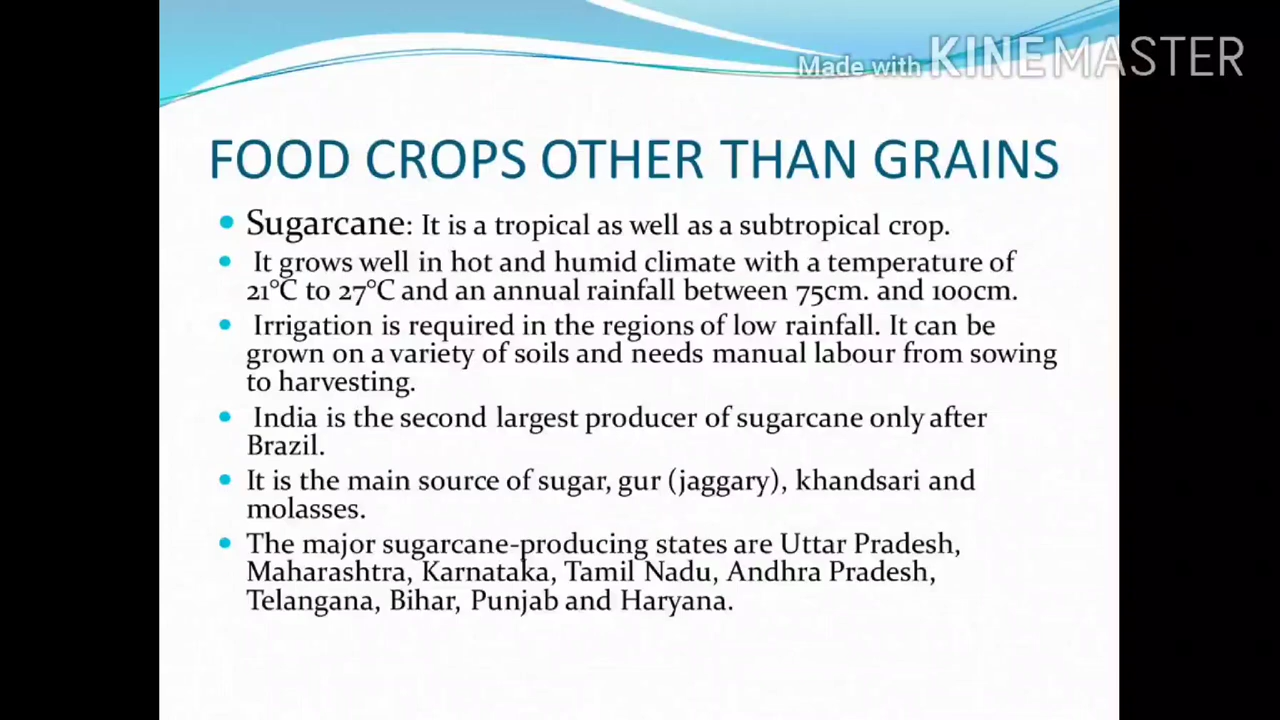 Made with KINEMASTER
FOOD CROPS OTHER THAN GRAINS
• Sugarcane: It is a tropical as well as a subtropical crop.
• It grows well in hot and humid climate with a temperature of
21°C to 27°C and an annual rainfall between 75cm. and 100cm.
• Irrigation is required in the regions of low rainfall. It can be
grown on a variety of soils and needs manual labour from sowing
to harvesting.
• India is the second largest producer of sugarcane only after
Brazil.
• It is the main source of sugar, gur (jaggary), khandsari and
molasses.
• The major sugarcane-producing states are Uttar Pradesh,
Maharashtra, Karnataka, Tamil Nadu, Andhra Pradesh,
Telangana, Bihar, Punjab and Haryana.